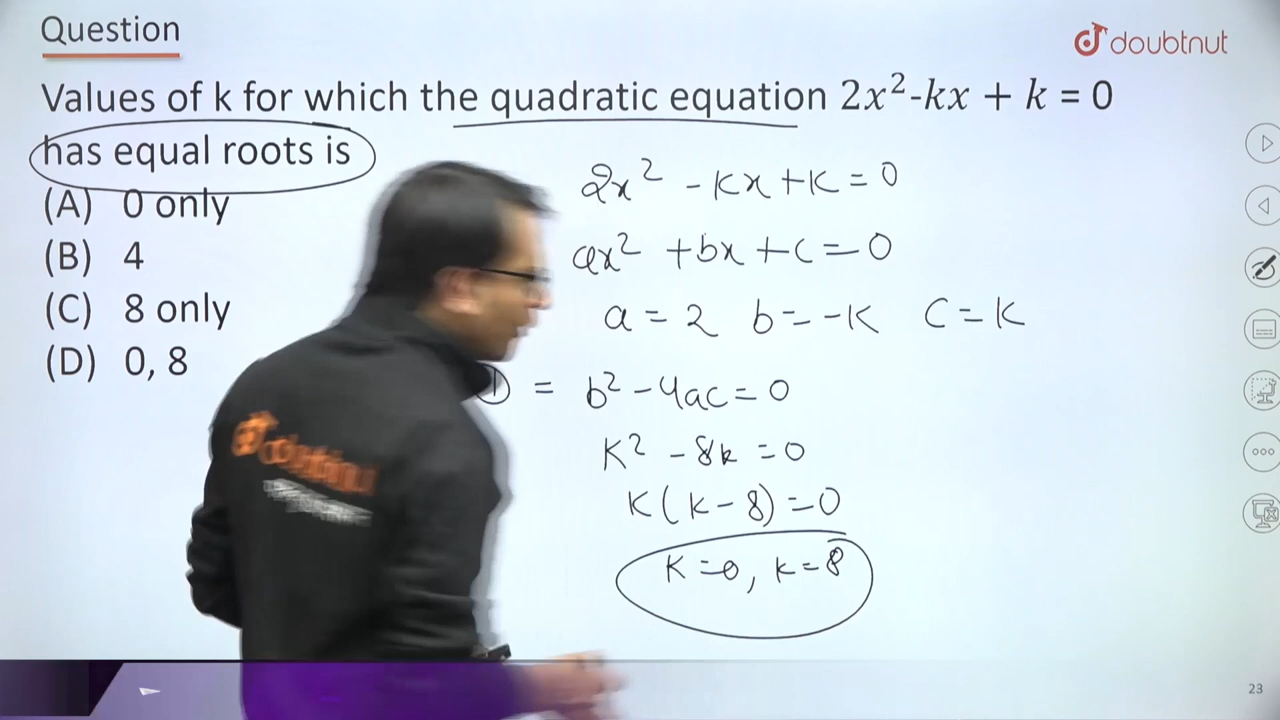 Question
doubtnut
Values of k for which the quadratic equation 2x²-kx + k = 0
has equal roots is
(A) 0 only
(B) 4
(C) 8 only
(D) 0, 8
2x² - kx + k = 0
ax² + bx + c = 0
a = 2 b = -k c = k
= b² - 4ac = 0
k² - 8k = 0
k(k - 8) = 0
k = 0, k = 8
doubtnut
23